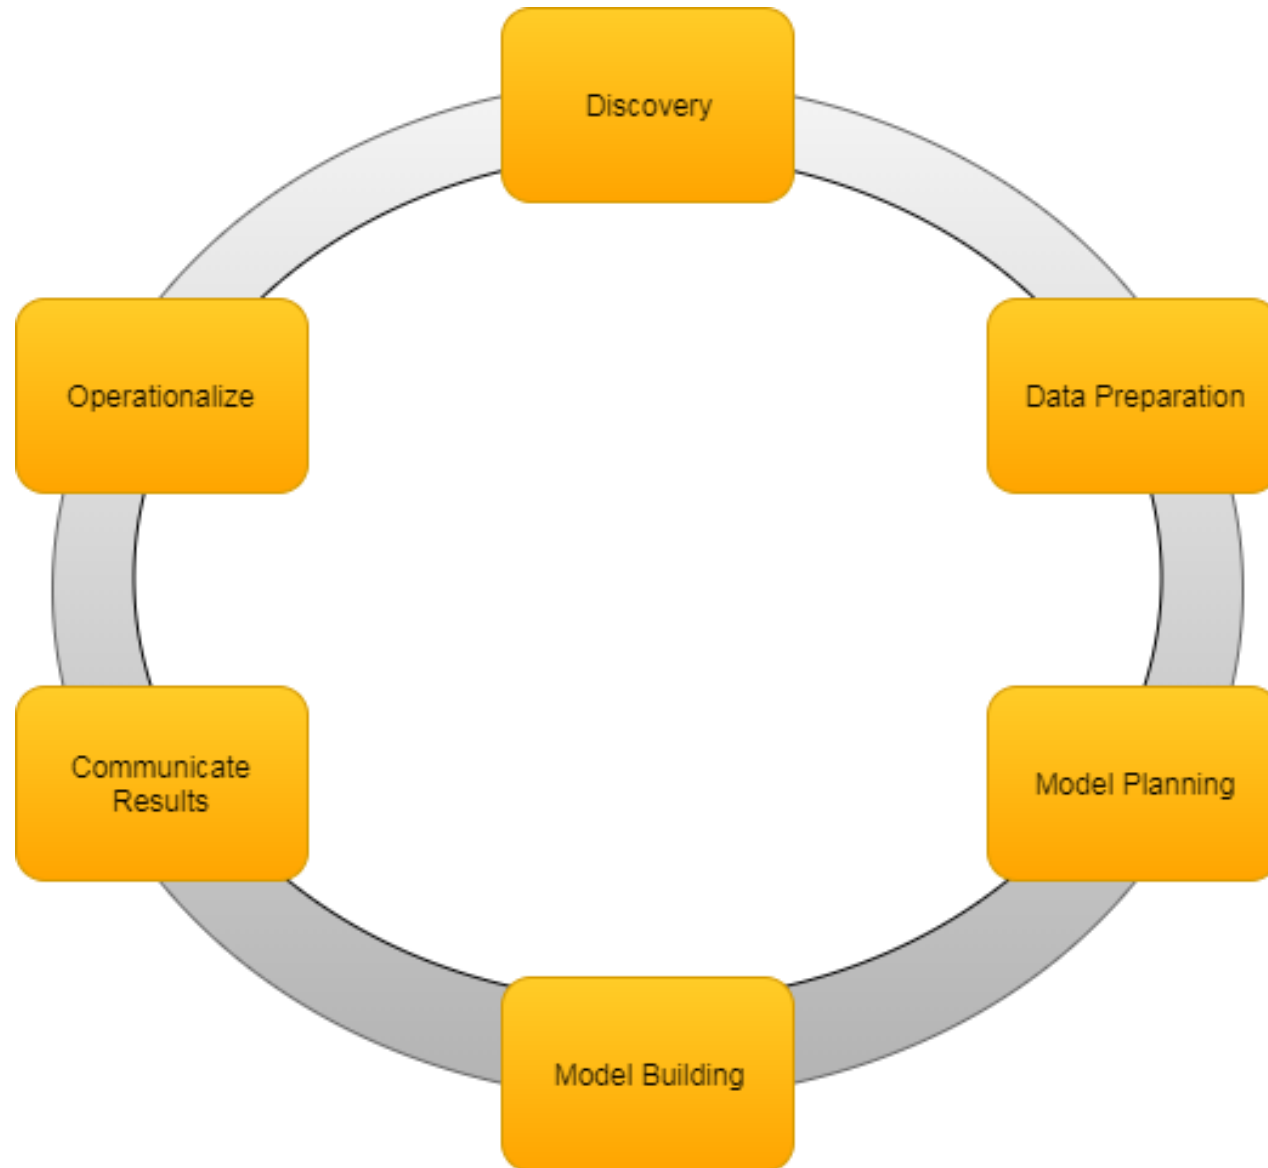 Discovery
Data Preparation
Model Planning
Model Building
Communicate
Results
Operationalize